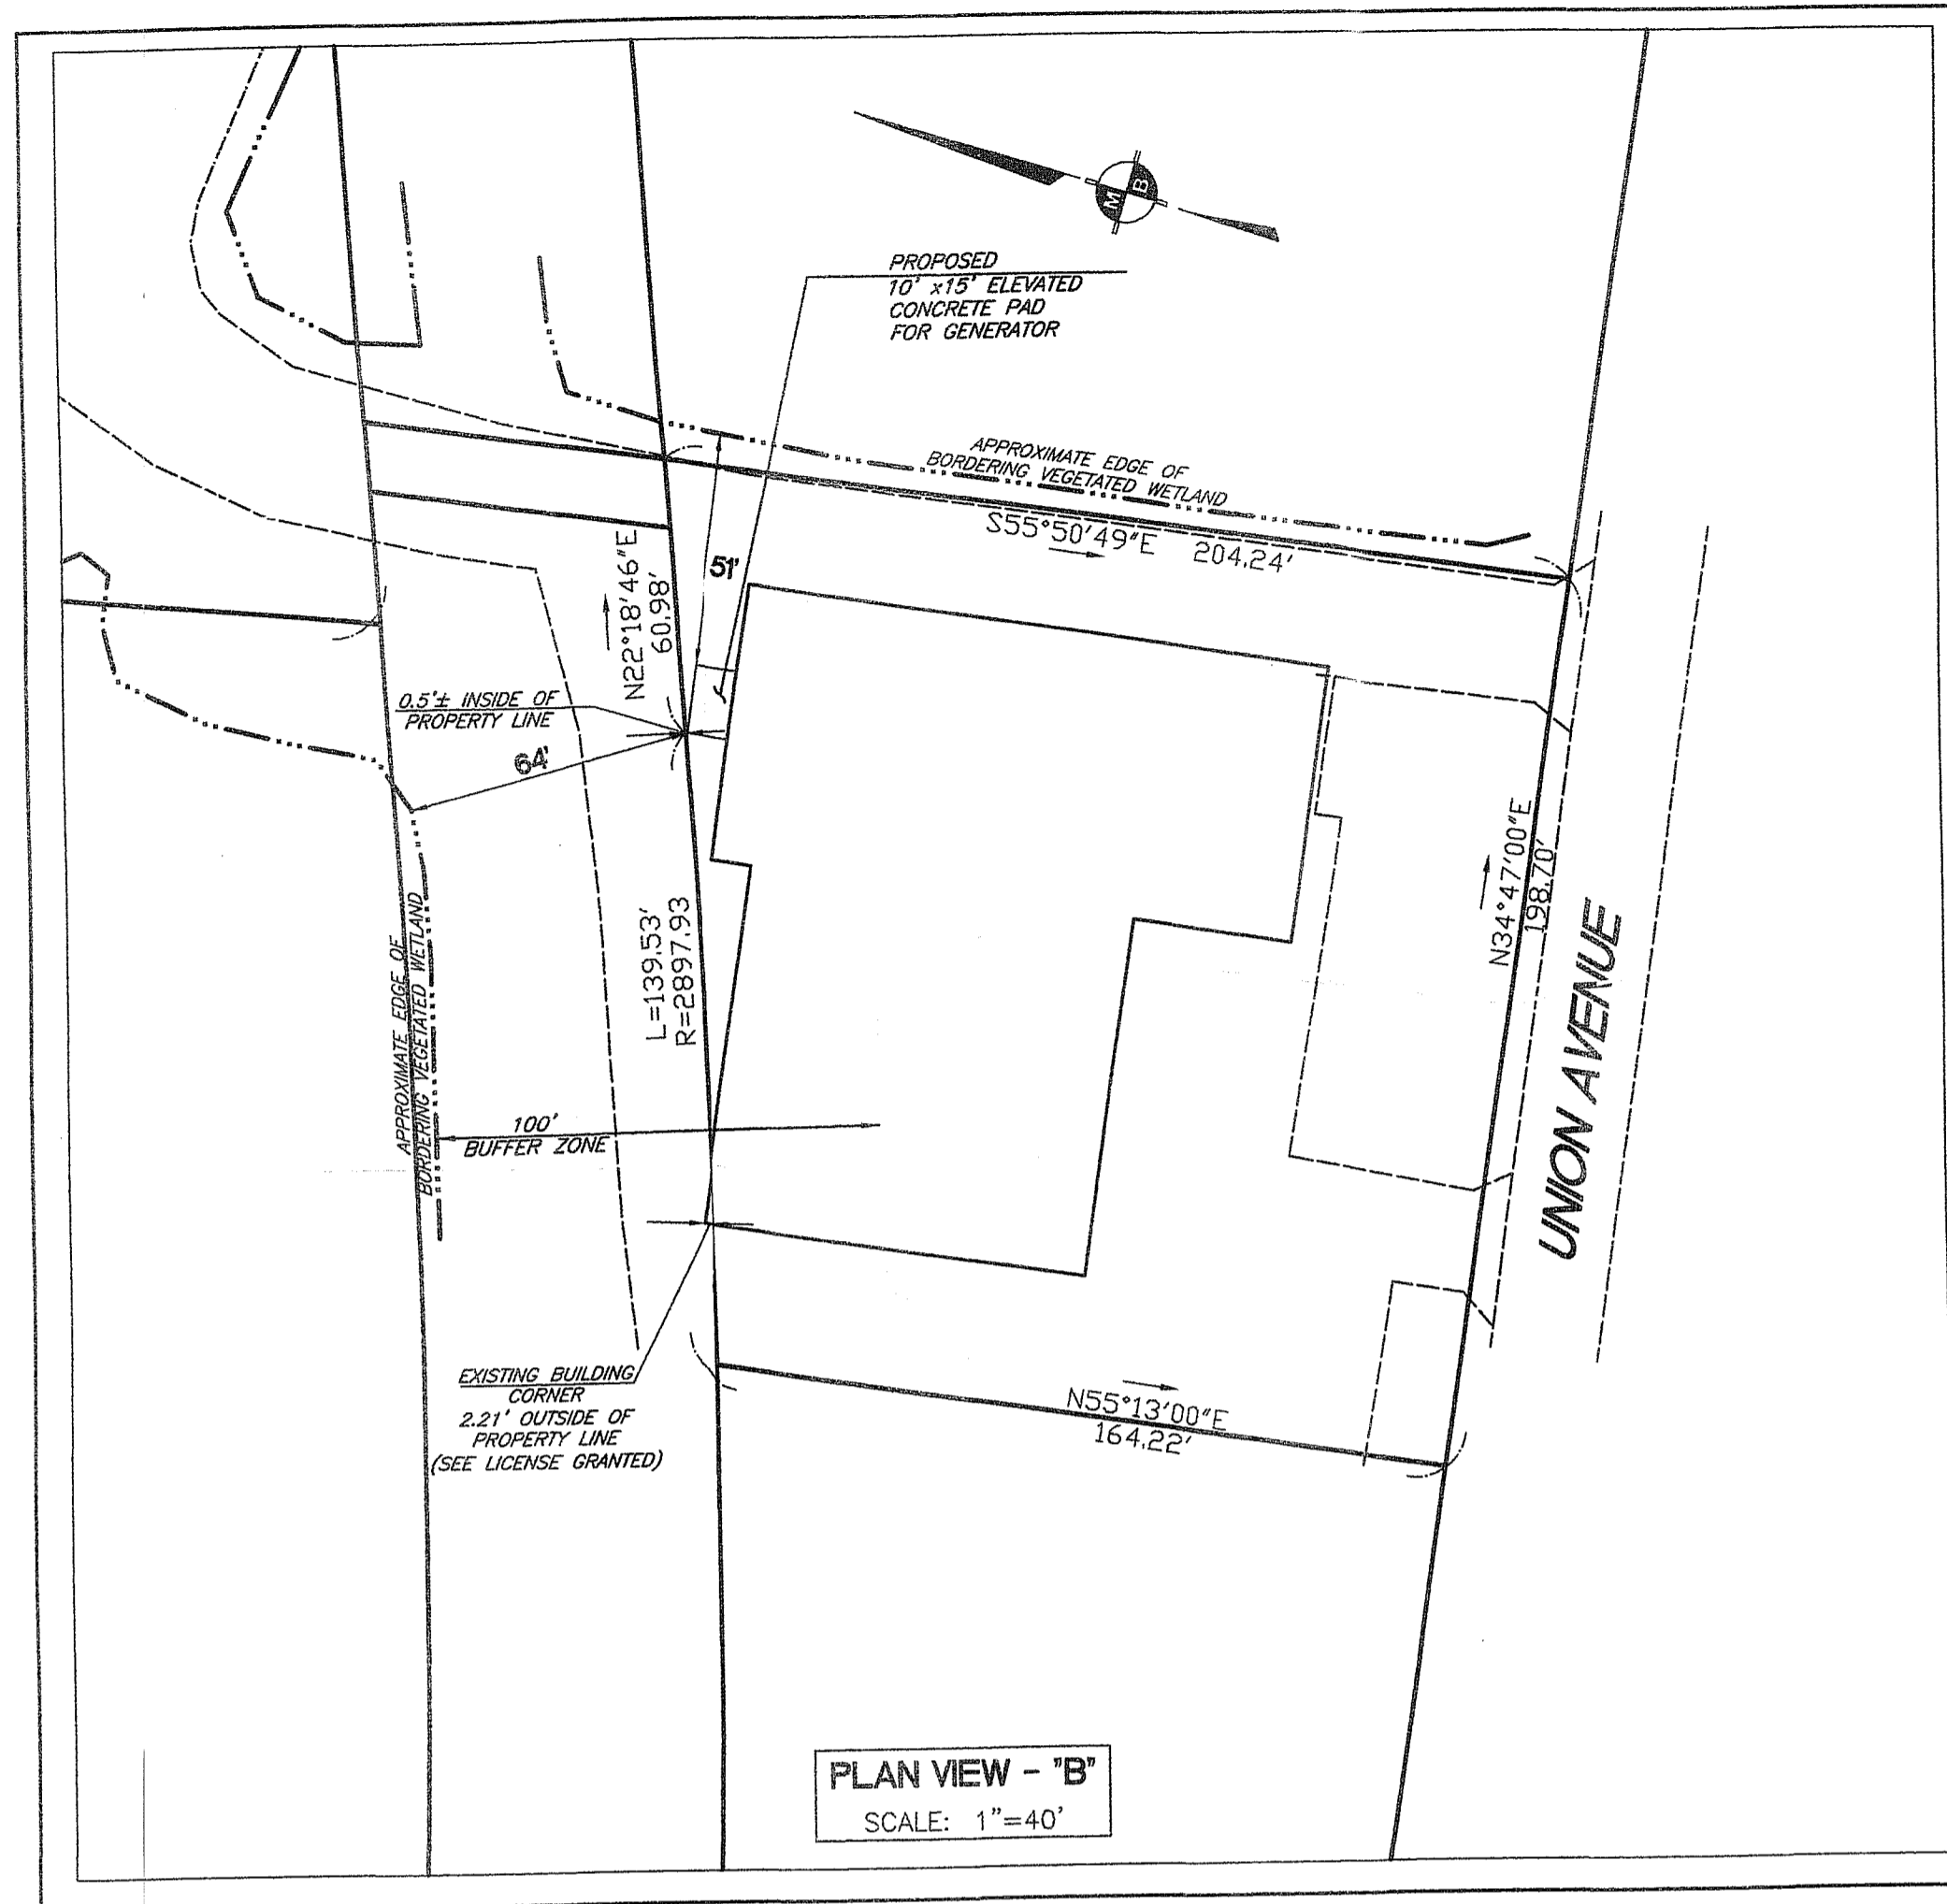 M B
PROPOSED
10' x15' ELEVATED
CONCRETE PAD
FOR GENERATOR
APPROXIMATE EDGE OF
BORDERING VEGETATED WETLAND
S55°50'49"E 204.24'
51'
N22°18'46"E
60.98'
0.5'± INSIDE OF
PROPERTY LINE
64'
N34°47'00"E
198.70'
UNION AVENUE
L=139.53'
R=2897.93
APPROXIMATE EDGE OF
BORDERING VEGETATED WETLAND
100'
BUFFER ZONE
EXISTING BUILDING
CORNER
2.21' OUTSIDE OF
PROPERTY LINE
(SEE LICENSE GRANTED)
N55°13'00"E
164.22'
PLAN VIEW - "B"
SCALE: 1"=40'